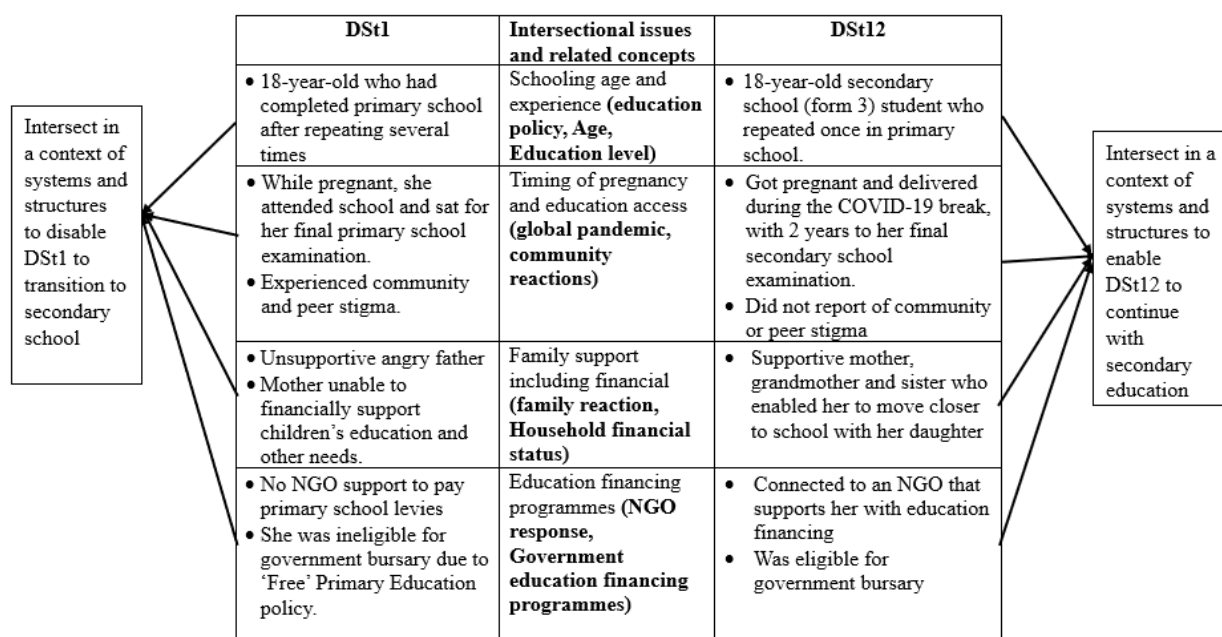 Intersect in
a context of
systems and
structures
to disable
DSt1 to
transition to
secondary
school
DSt1
Intersectional issues
and related concepts
DSt12
• 18-year-old who had
completed primary school
after repeating several
times
Schooling age and
experience (education
policy, Age,
Education level)
• 18-year-old secondary
school (form 3) student who
repeated once in primary
school.
• While pregnant, she
attended school and sat for
her final primary school
examination.
• Experienced community
and peer stigma.
Timing of pregnancy
and education access
(global pandemic,
community
reactions)
• Got pregnant and delivered
during the COVID-19 break,
with 2 years to her final
secondary school
examination.
• Did not report of community
or peer stigma
• Unsupportive angry father
• Mother unable to
financially support
children’s education and
other needs.
Family support
including financial
(family reaction,
Household financial
status)
• Supportive mother,
grandmother and sister who
enabled her to move closer
to school with her daughter
• No NGO support to pay
primary school levies
• She was ineligible for
government bursary due to
‘Free’ Primary Education
policy.
Education financing
programmes (NGO
response,
Government
education financing
programmes)
• Connected to an NGO that
supports her with education
financing
• Was eligible for
government bursary
Intersect in a
context of
systems and
structures to
enable
DSt12 to
continue
with
secondary
education